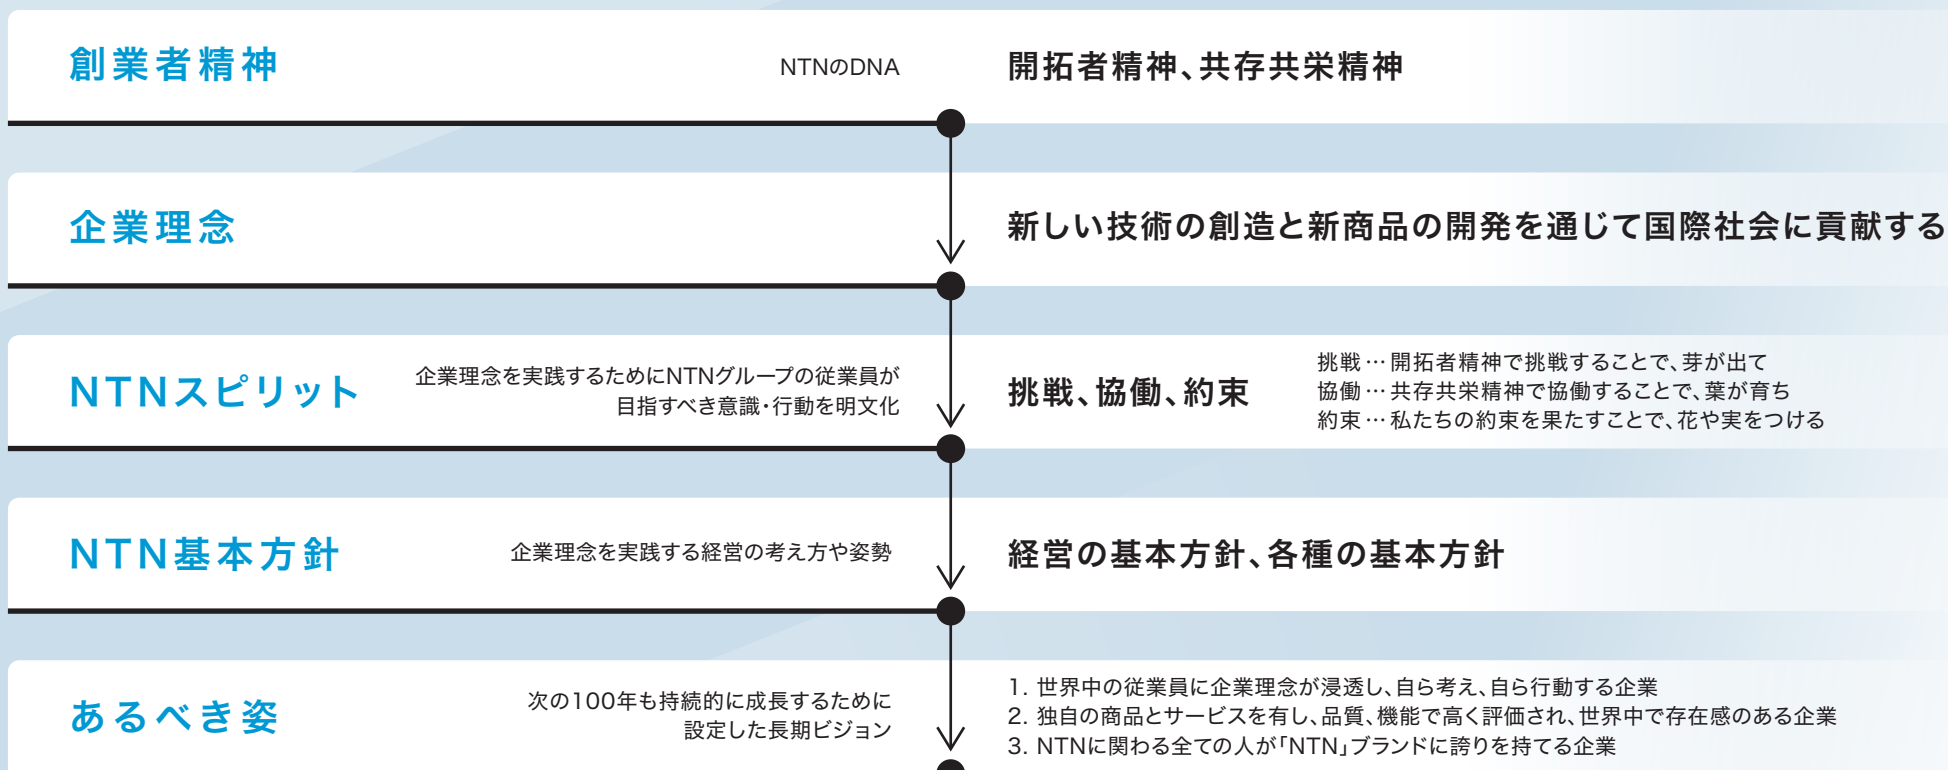 創業者精神
NTNのDNA
開拓者精神、共存共栄精神
企業理念
新しい技術の創造と新商品の開発を通じて国際社会に貢献する
NTNスピリット
企業理念を実践するためにNTNグループの従業員が
目指すべき意識・行動を明文化
挑戦、協働、約束
挑戦…開拓者精神で挑戦することで、芽が出て
協働…共存共栄精神で協働することで、葉が育ち
約束…私たちの約束を果たすことで、花や実をつける
NTN基本方針
企業理念を実践する経営の考え方や姿勢
経営の基本方針、各種の基本方針
あるべき姿
次の100年も持続的に成長するために
設定した長期ビジョン
1. 世界中の従業員に企業理念が浸透し、自ら考え、自ら行動する企業
2. 独自の商品とサービスを有し、品質、機能で高く評価され、世界中で存在感のある企業
3. NTNに関わる全ての人が「NTN」ブランドに誇りを持てる企業